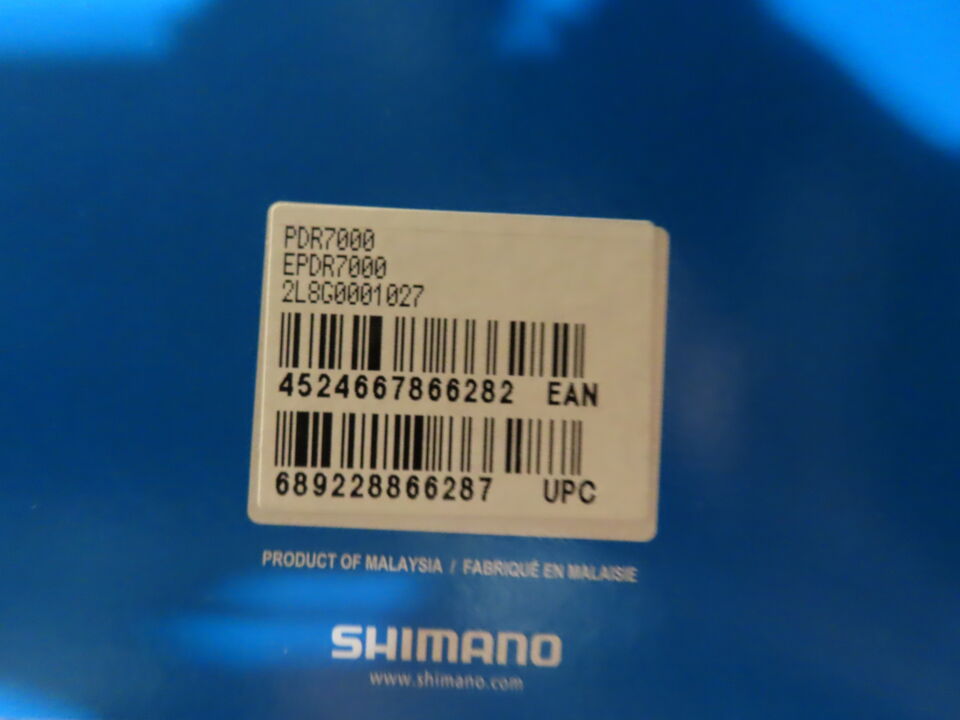 PDR7000
EPDR7000
2L8G0001027
4524667866282 EAN
689228866287 UPC
PRODUCT OF MALAYSIA / FABRIQUÉ EN MALAISIE
SHIMANO
www.shimano.com